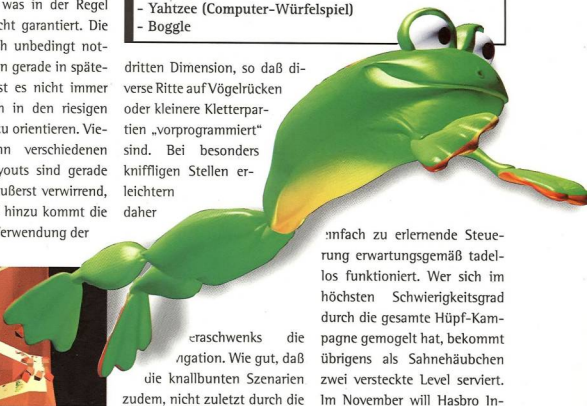 was in der Regel
cht garantiert. Die
h unbedingt not-
n gerade in späte-
st es nicht immer
n in den riesigen
zu orientieren. Vie-
nn verschiedenen
youts sind gerade
ußerst verwirrend,
hinzu kommt die
erwendung der
- Yahtzee (Computer-Würfelspiel)
- Boggle
dritten Dimension, so daß di-
verse Ritte auf Vögelrücken
oder kleinere Kletterpar-
tien „vorprogrammiert“
sind. Bei besonders
kniffligen Stellen er-
leichtern
daher
eraschwenks die
vigation. Wie gut, daß
die knallbunten Szenarien
zudem, nicht zuletzt durch die
infach zu erlernende Steue-
rung erwartungsgemäß tadel-
los funktioniert. Wer sich im
höchsten Schwierigkeitsgrad
durch die gesamte Hüpf-Kam-
pagne gemogelt hat, bekommt
übrigens als Sahnehäubchen
zwei versteckte Level serviert.
Im November will Hasbro In-